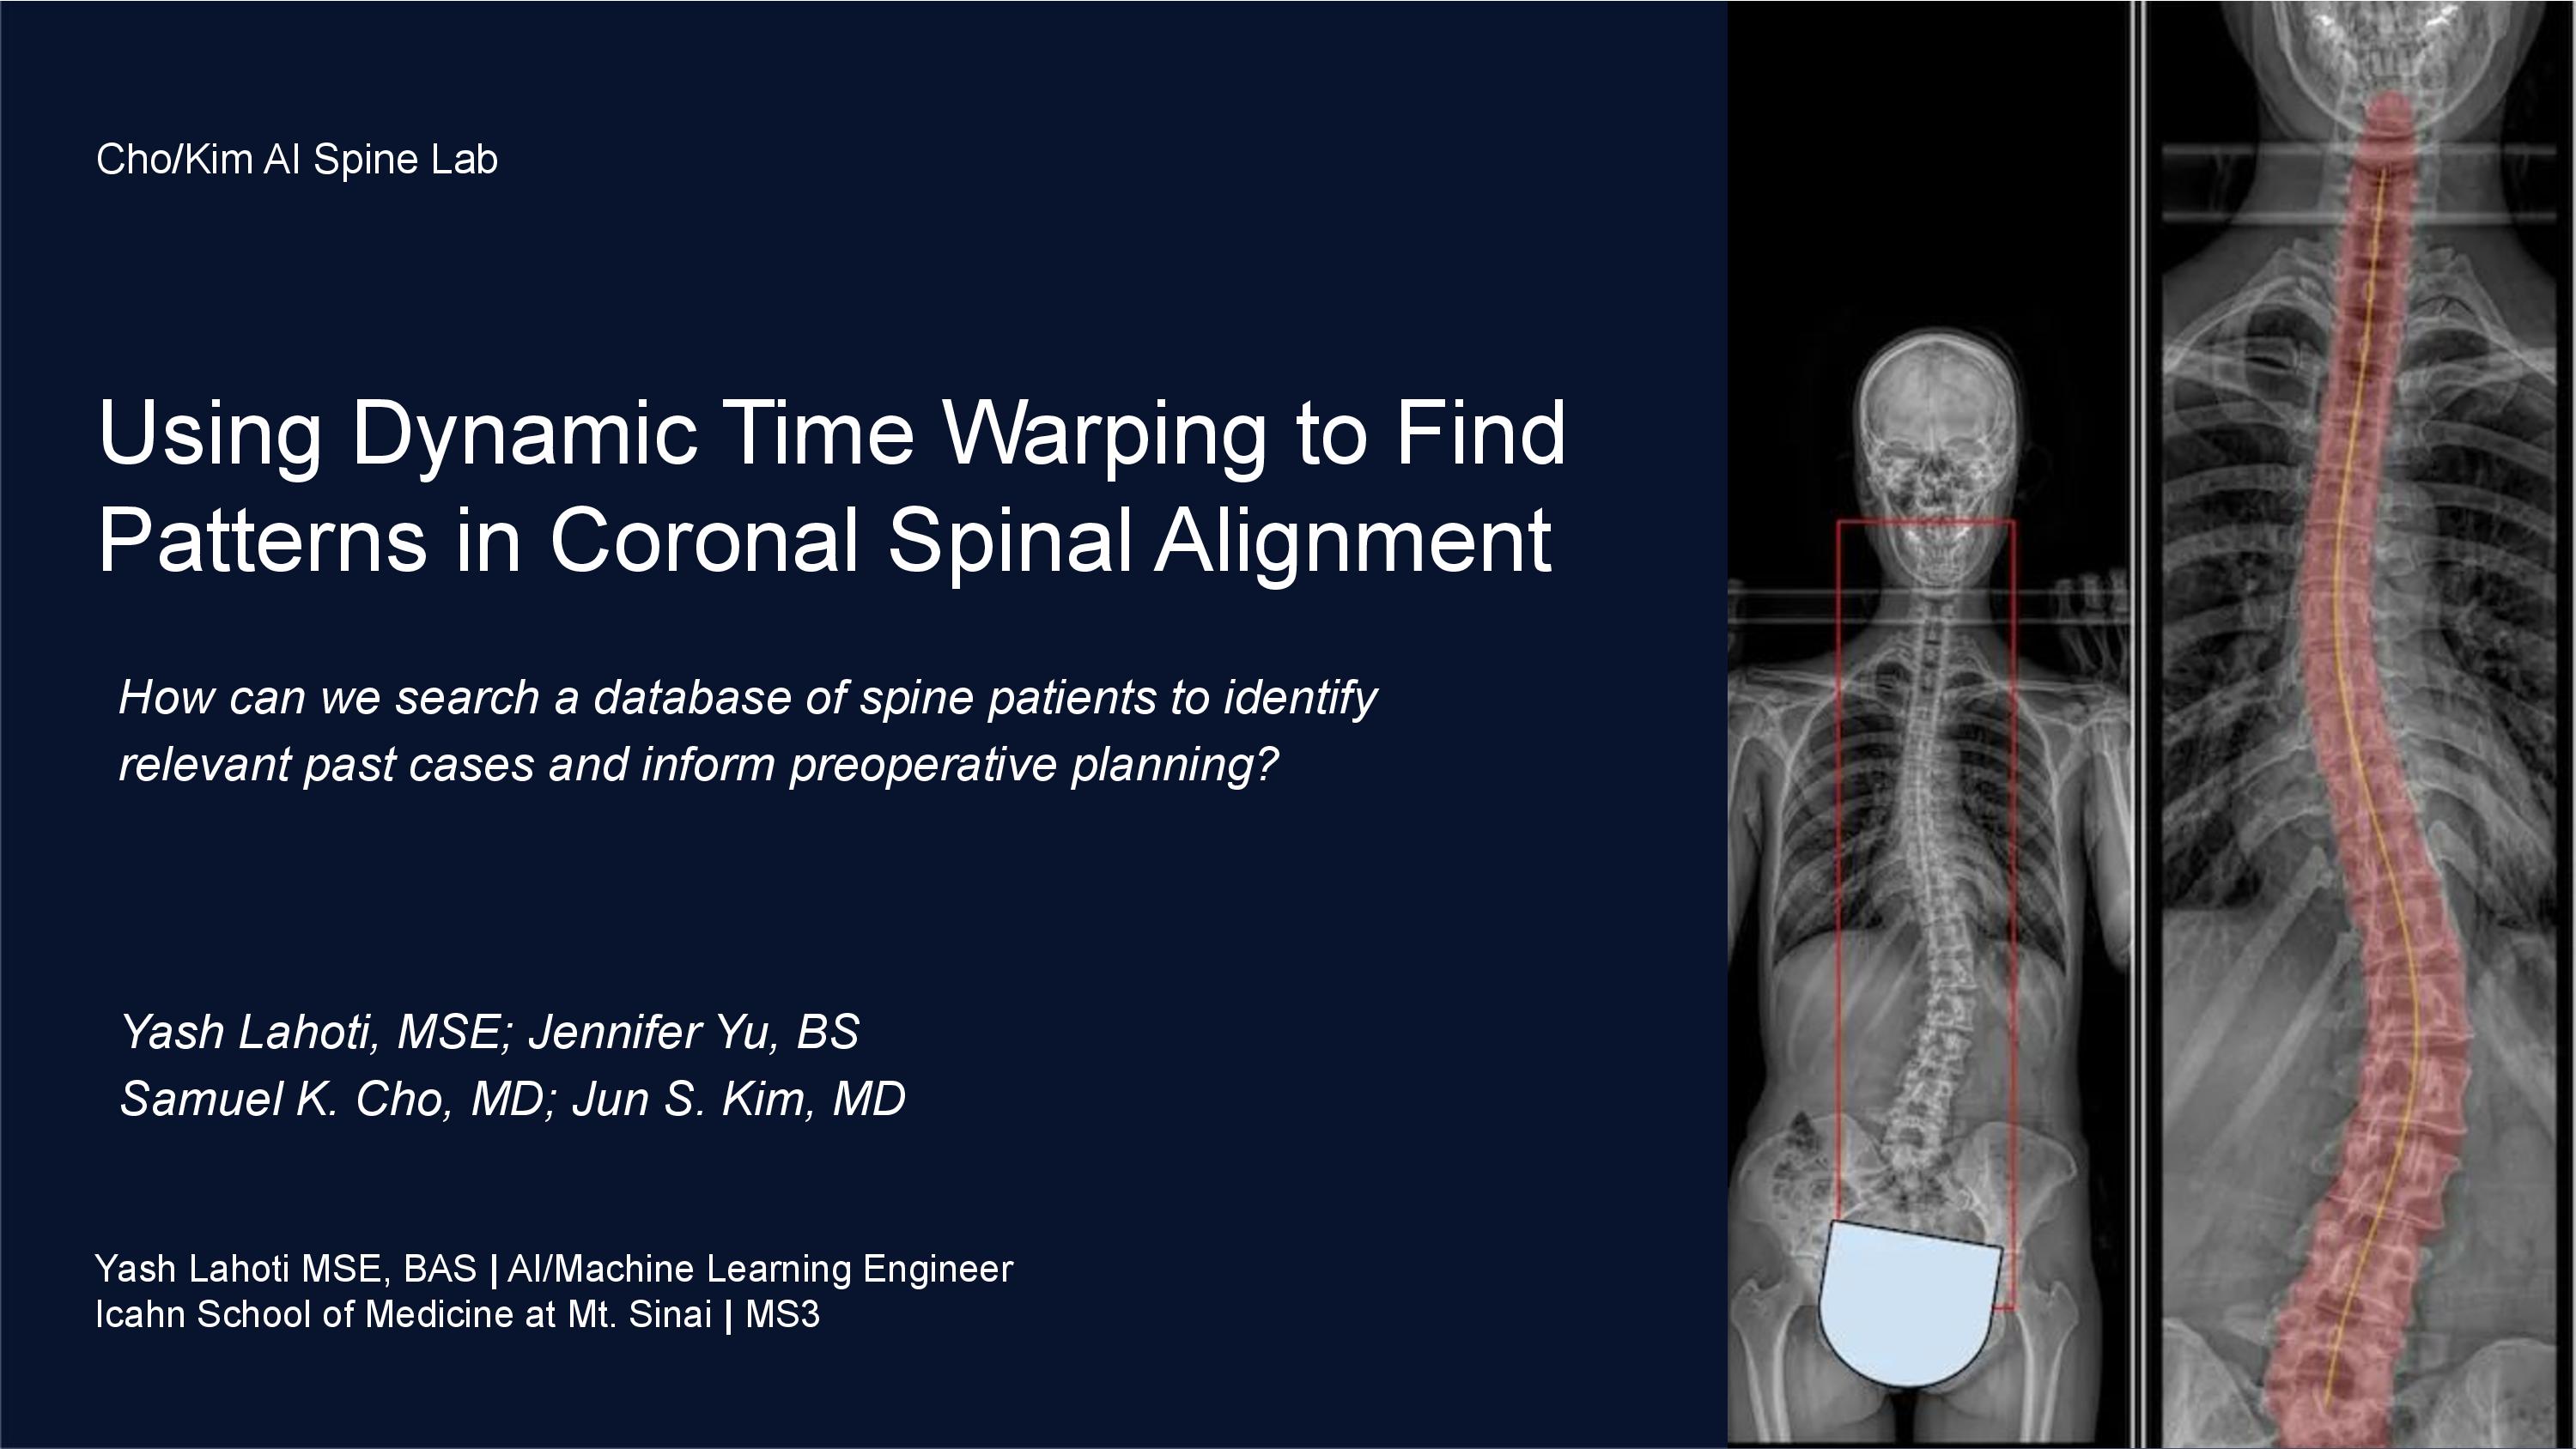 Cho/Kim AI Spine Lab
Using Dynamic Time Warping to Find
Patterns in Coronal Spinal Alignment
How can we search a database of spine patients to identify
relevant past cases and inform preoperative planning?
Yash Lahoti, MSE; Jennifer Yu, BS
Samuel K. Cho, MD; Jun S. Kim, MD
Yash Lahoti MSE, BAS | AI/Machine Learning Engineer
Icahn School of Medicine at Mt. Sinai | MS3